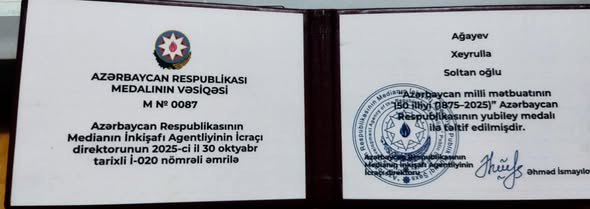 AZƏRBAYCAN RESPUBLİKASI
MEDALININ VƏSİQƏSİ
M № 0087
Azərbaycan Respublikasının
Medianın İnkişafı Agentliyinin İcraçı
direktorunun 2025-ci il 30 oktyabr
tarixli İ-020 nömrəli əmrilə
Ağayev
Xeyrulla
Soltan oğlu
"Azərbaycan milli mətbuatının
150 illiyi (1875–2025)" Azərbaycan
Respublikasının yubiley medalı
ilə təltif edilmişdir.
Azərbaycan Respublikasının
Medianın İnkişafı Agentliyinin
İcraçı direktoru
Əhməd İsmayılo